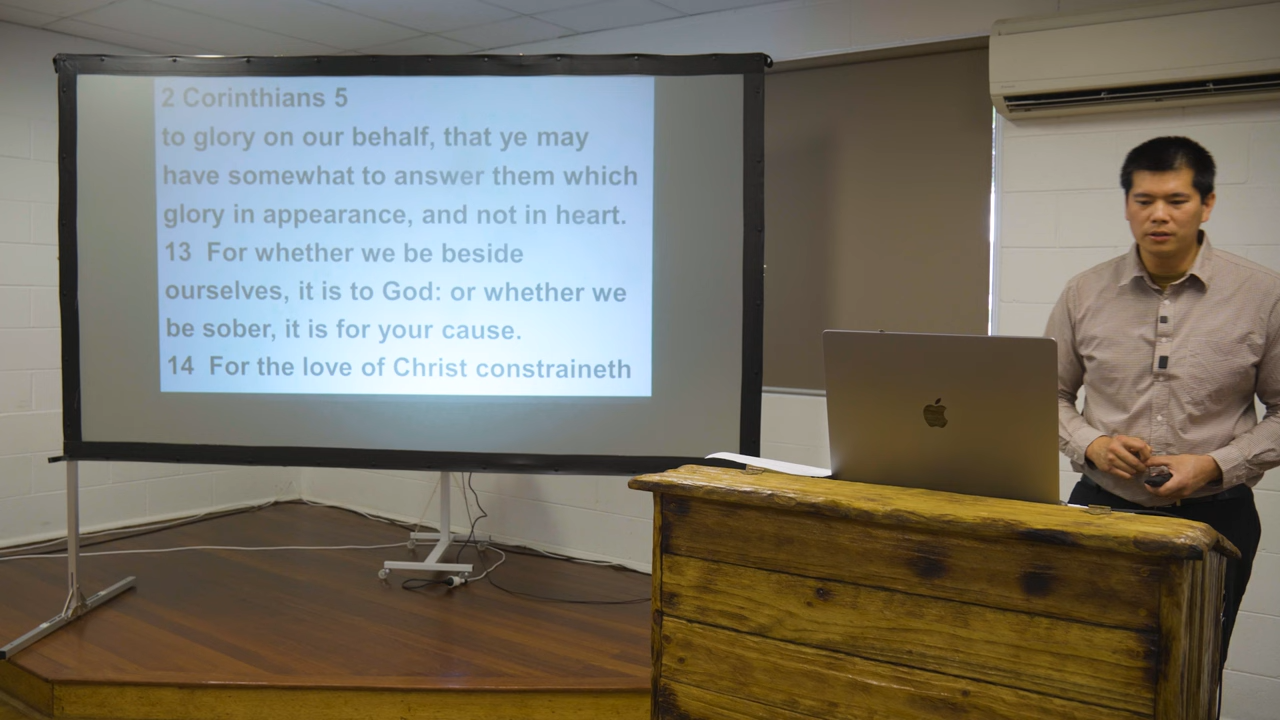 2 Corinthians 5
to glory on our behalf, that ye may
have somewhat to answer them which
glory in appearance, and not in heart.
13 For whether we be beside
ourselves, it is to God: or whether we
be sober, it is for your cause.
14 For the love of Christ constraineth